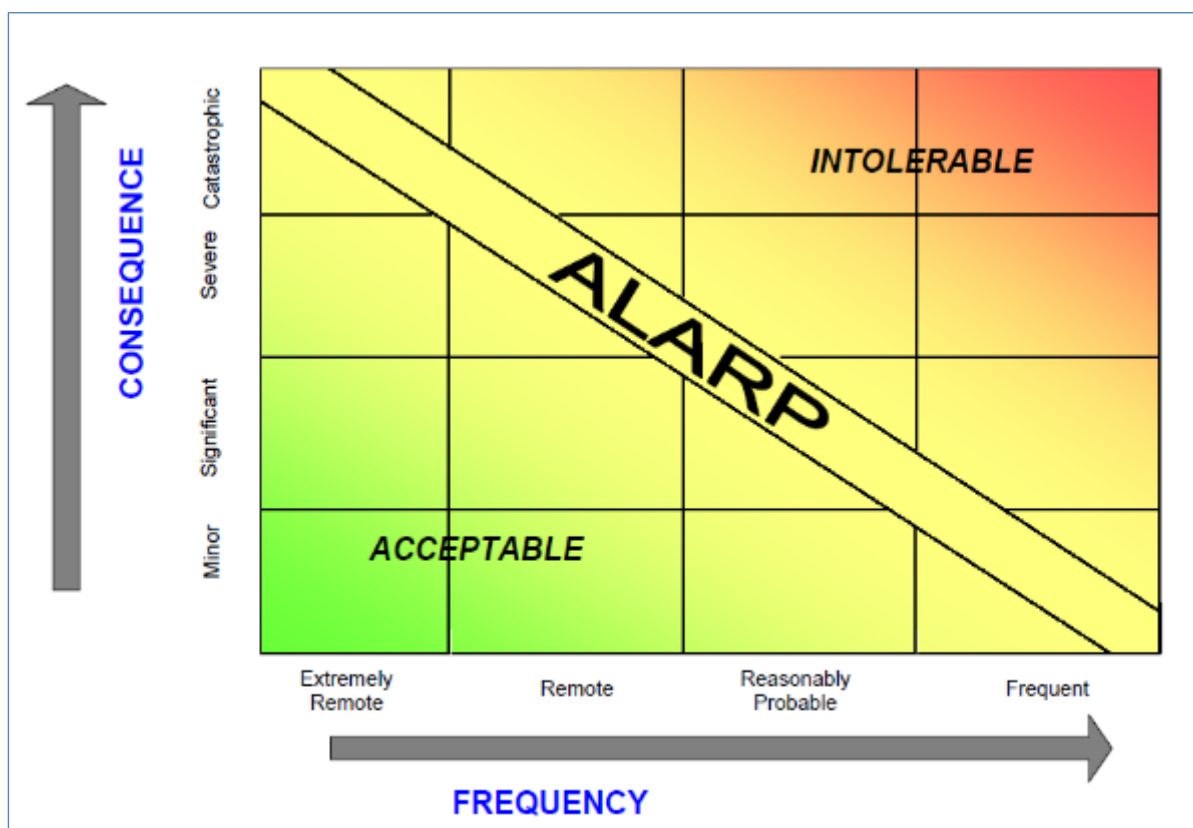 CONSEQUENCE
Catastrophic
Severe
Significant
Minor
INTOLERABLE
ALARP
ACCEPTABLE
Extremely
Remote
Remote
Reasonably
Probable
Frequent
FREQUENCY